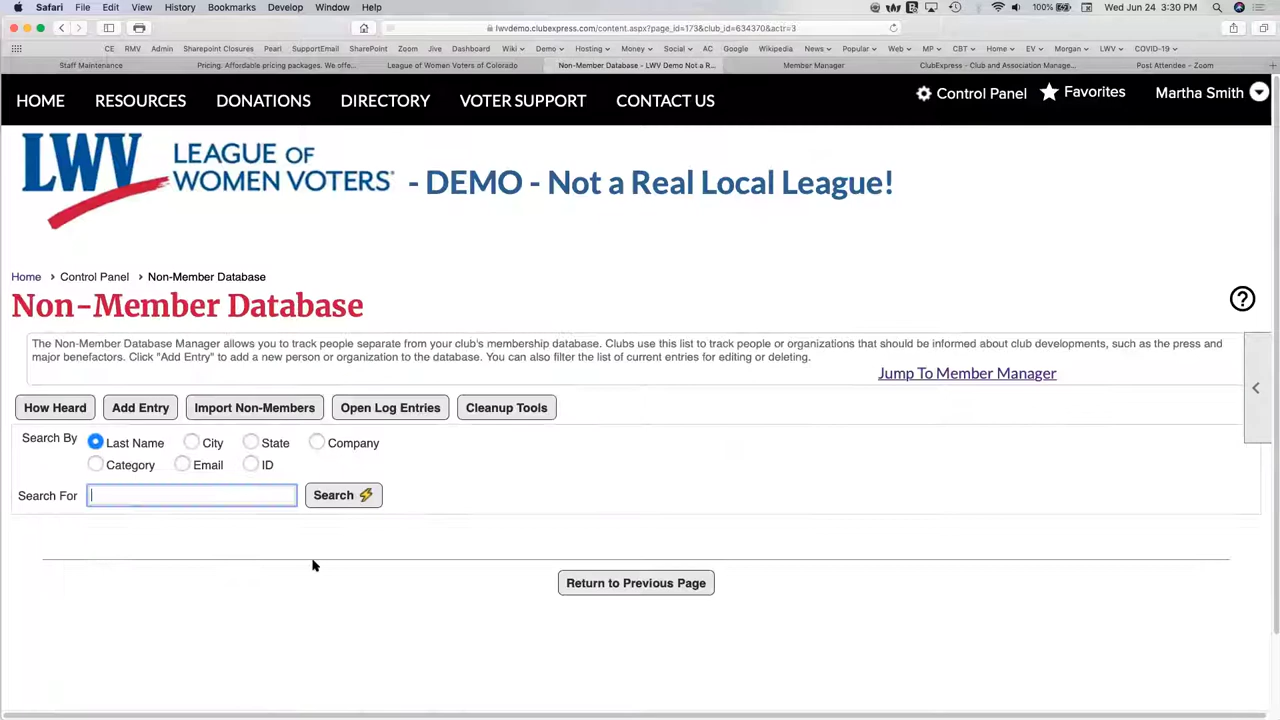 Safari File Edit View History Bookmarks Develop Window Help 100% Wed Jun 24 3:30 PM
lwvdemo.clubexpress.com/content.aspx?page_id=173&club_id=634370&actr=3
CE RMV Admin Sharepoint Closures Pearl SupportEmail SharePoint Zoom Jive Dashboard Wiki Demo Hosting Money Social AC Google Wikipedia News Popular Web MP CBT Home EV Morgan LWV COVID-19
Staff Maintenance Pricing. Affordable pricing packages. We offe... League of Women Voters of Colorado Non-Member Database - LWV Demo Not a R... Member Manager ClubExpress - Club and Association Manage... Post Attendee - Zoom
HOME RESOURCES DONATIONS DIRECTORY VOTER SUPPORT CONTACT US Control Panel Favorites Martha Smith
LWV LEAGUE OF
WOMEN VOTERS® - DEMO - Not a Real Local League!
Home › Control Panel › Non-Member Database
Non-Member Database
The Non-Member Database Manager allows you to track people separate from your club's membership database. Clubs use this list to track people or organizations that should be informed about club developments, such as the press and
major benefactors. Click "Add Entry" to add a new person or organization to the database. You can also filter the list of current entries for editing or deleting.
Jump To Member Manager
How Heard Add Entry Import Non-Members Open Log Entries Cleanup Tools
Search By Last Name City State Company
Category Email ID
Search For Search
Return to Previous Page